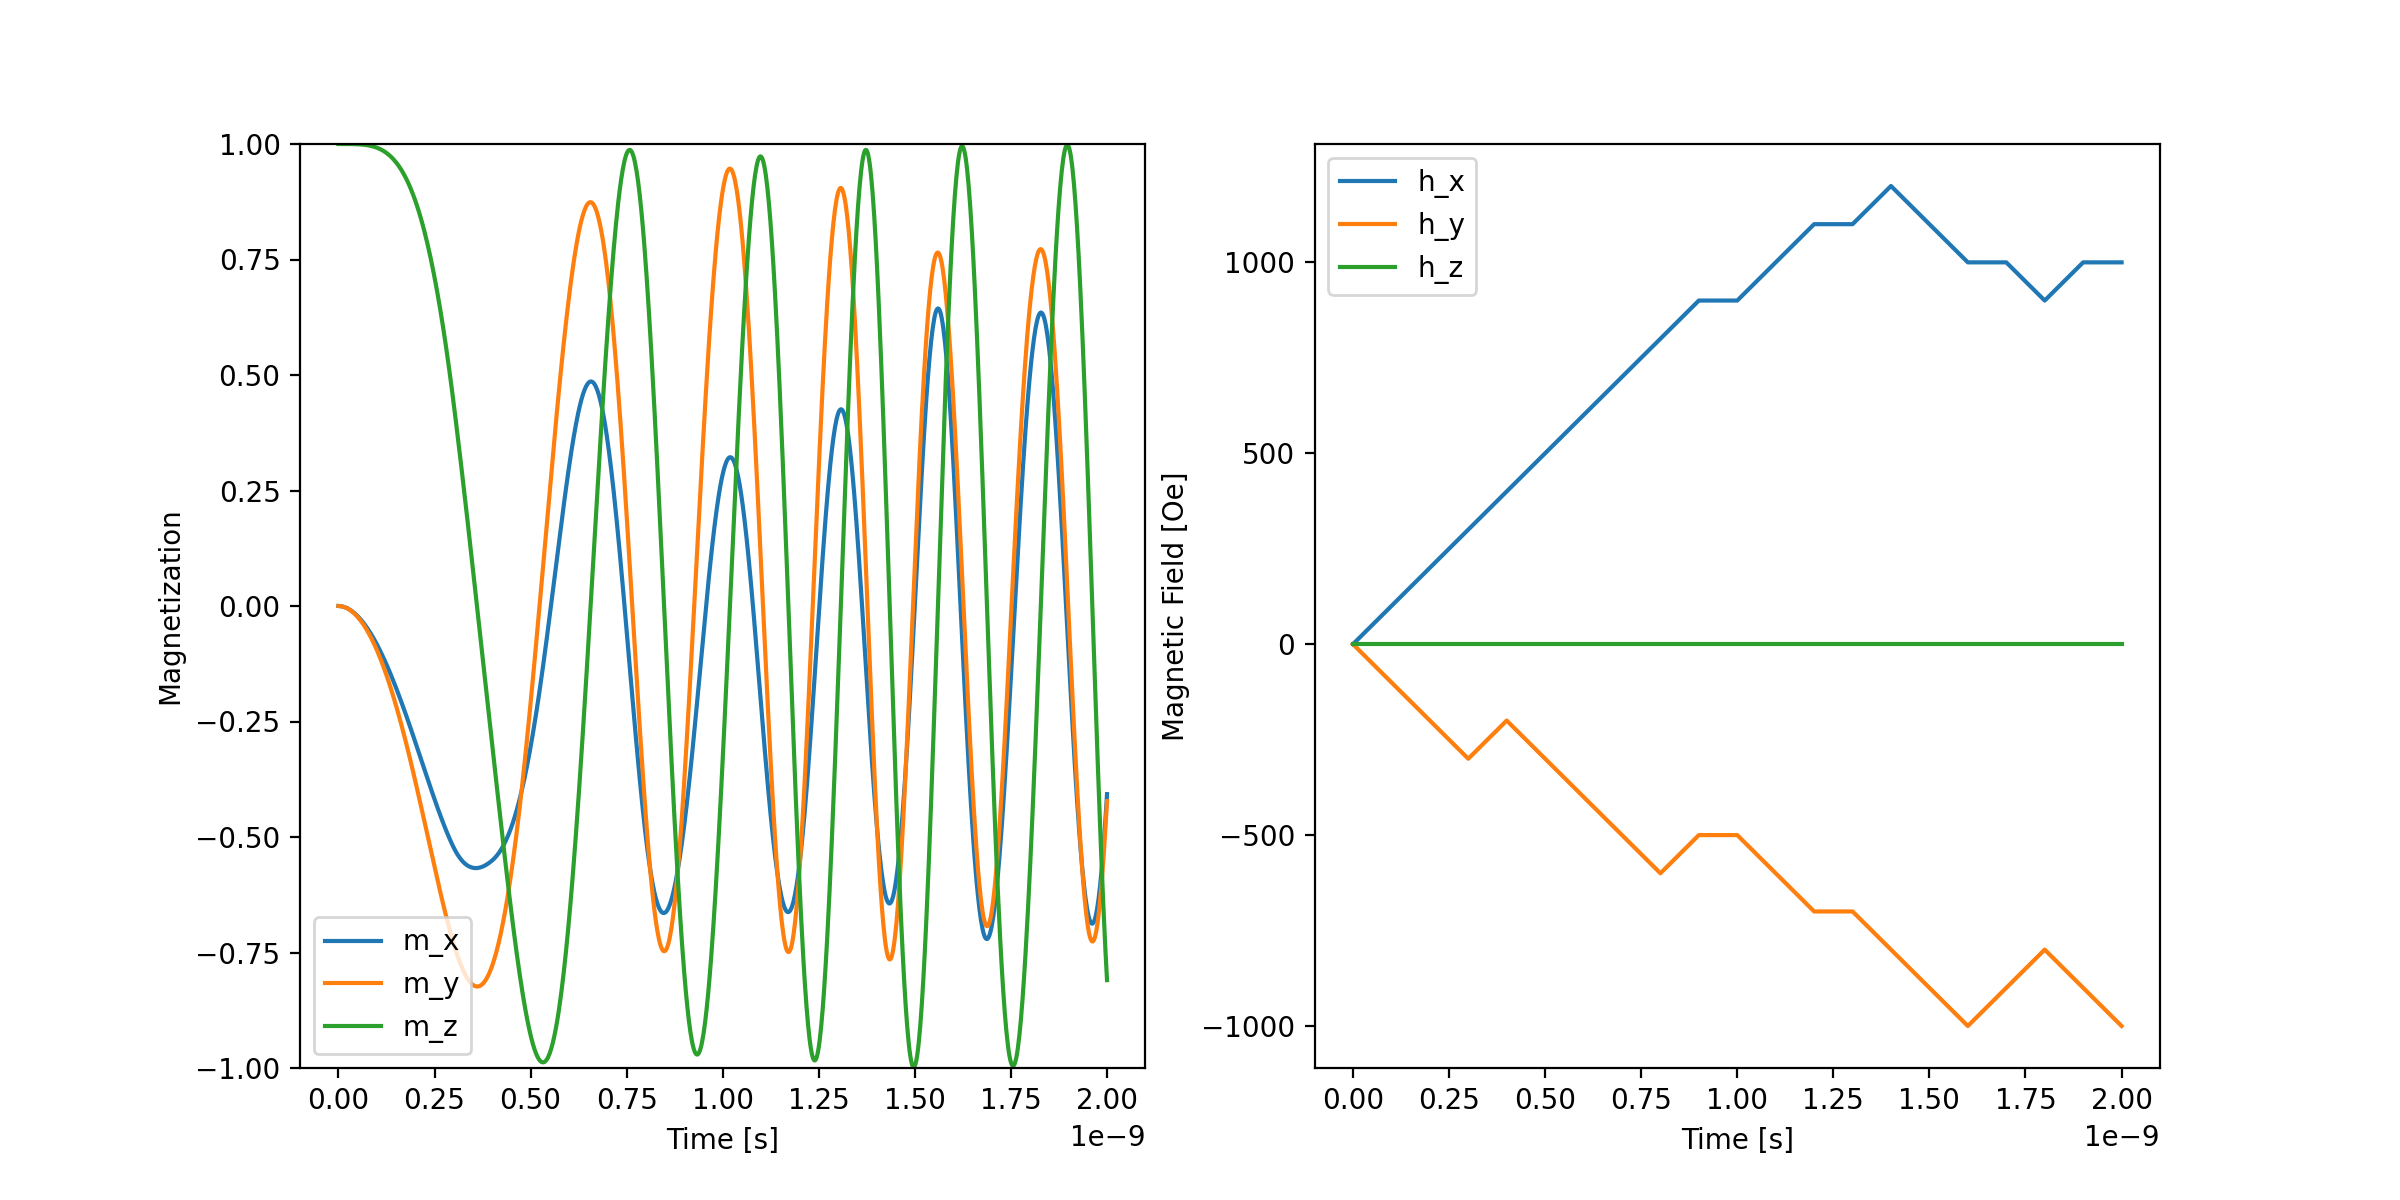 1.00
0.75
0.50
0.25
0.00
−0.25
−0.50
−0.75
−1.00
Magnetization
m_x
m_y
m_z
0.00 0.25 0.50 0.75 1.00 1.25 1.50 1.75 2.00
Time [s]
1e−9
1000
500
0
−500
−1000
Magnetic Field [Oe]
h_x
h_y
h_z
0.00 0.25 0.50 0.75 1.00 1.25 1.50 1.75 2.00
Time [s]
1e−9